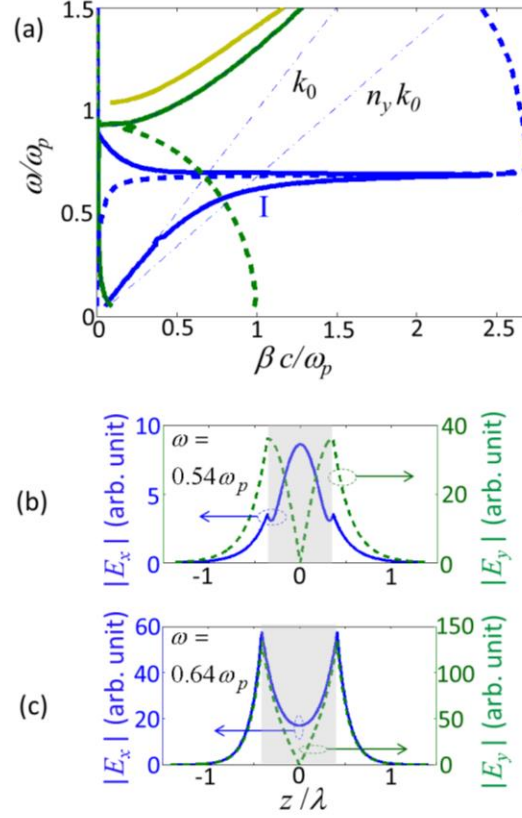 (a)
1.5
1
0.5
0
ω/ω_p
k_0
n_y k_0
I
0 0.5 1 1.5 2 2.5
β c/ω_p
(b)
|E_x | (arb. unit)
10
5
0
ω =
0.54ω_p
40
20
0
|E_y | (arb. unit)
-1 0 1
(c)
|E_x | (arb. unit)
60
40
20
0
ω =
0.64ω_p
150
100
50
0
|E_y | (arb. unit)
-1 0 1
z/λ